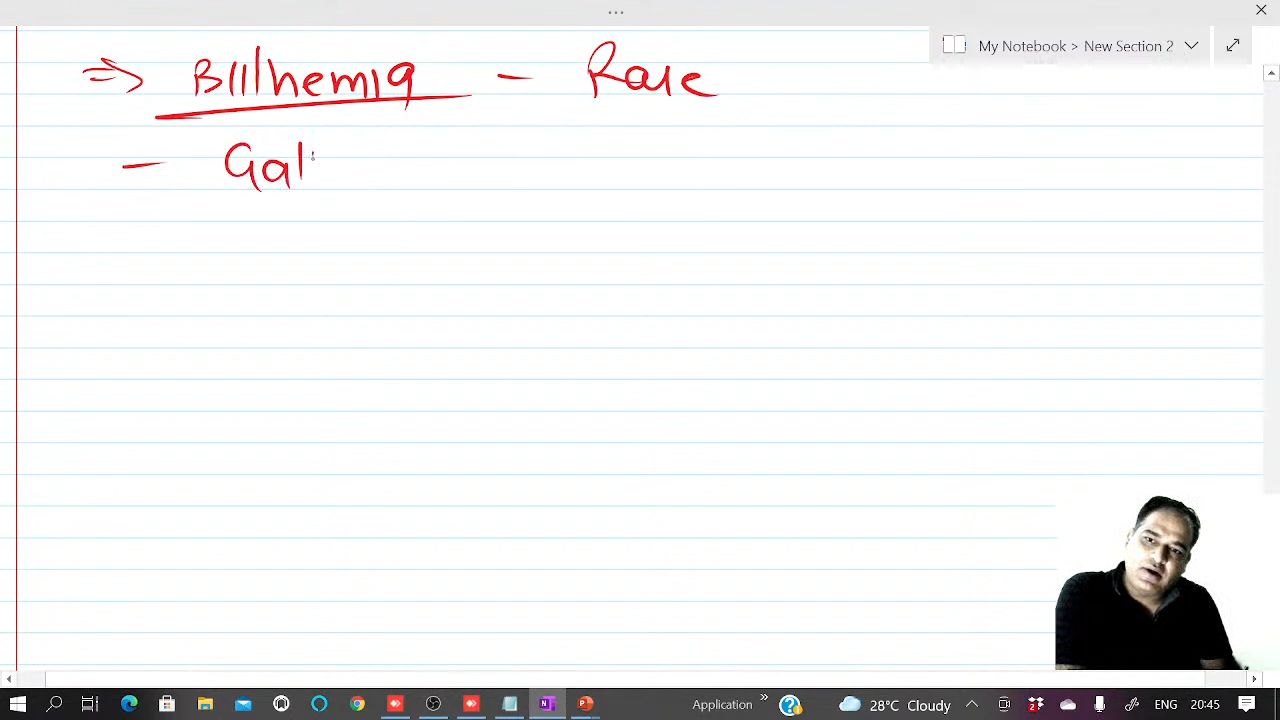 ...
My Notebook > New Section 2
⇒ Bilhemia - Rare
- Gal
Application
»
28°C Cloudy
ENG
20:45